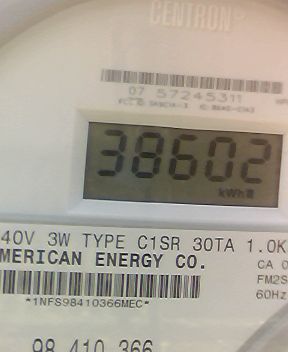 CENTRON
07 57245311
38602
kWh
40V 3W TYPE C1SR 30TA 1.0K
MERICAN ENERGY CO.
CA 0
FM2S
60Hz
*1NFS98410366MEC*
98 410 366